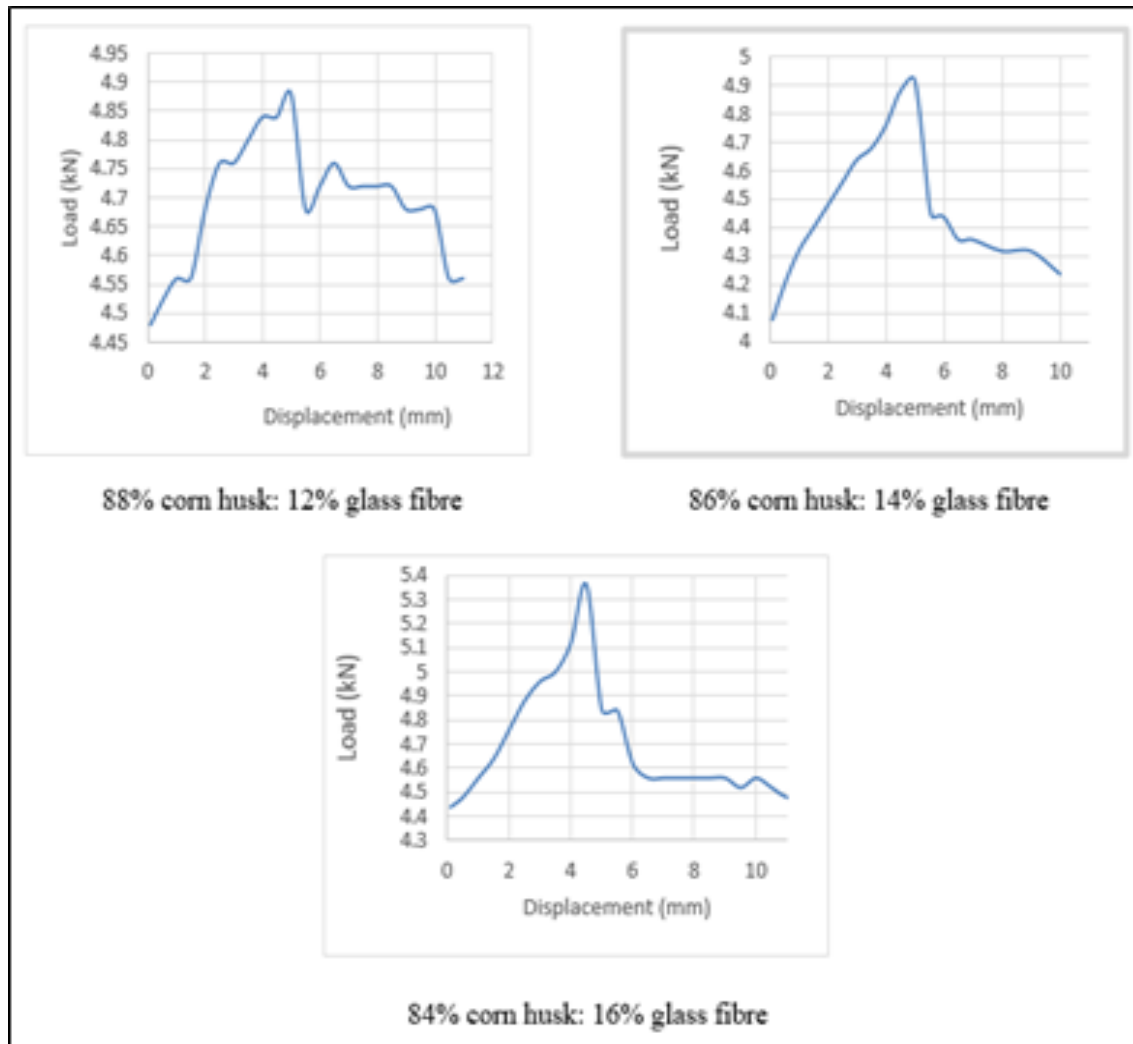 4.95
4.9
4.85
4.8
4.75
4.7
4.65
4.6
4.55
4.5
4.45
Load (kN)
0 2 4 6 8 10 12
Displacement (mm)
88% corn husk: 12% glass fibre
5
4.9
4.8
4.7
4.6
4.5
4.4
4.3
4.2
4.1
4
Load (kN)
0 2 4 6 8 10
Displacement (mm)
86% corn husk: 14% glass fibre
5.4
5.3
5.2
5.1
5
4.9
4.8
4.7
4.6
4.5
4.4
4.3
Load (kN)
0 2 4 6 8 10
Displacement (mm)
84% corn husk: 16% glass fibre